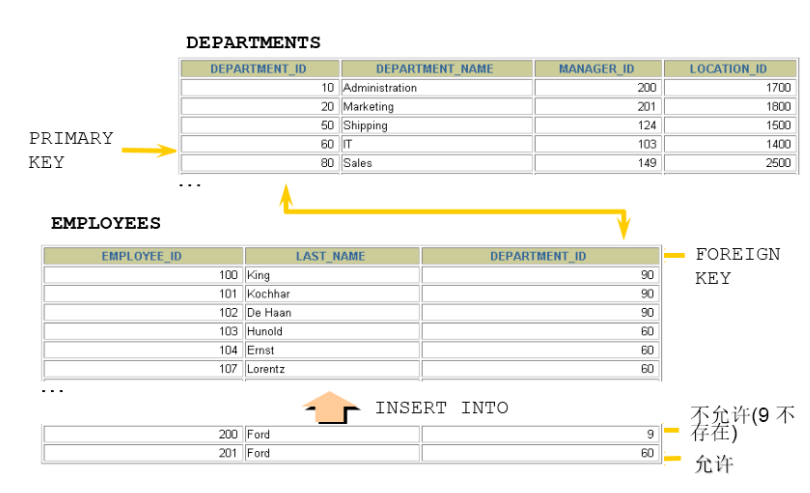 DEPARTMENTS
DEPARTMENT_ID DEPARTMENT_NAME MANAGER_ID LOCATION_ID
10 Administration 200 1700
20 Marketing 201 1800
50 Shipping 124 1500
60 IT 103 1400
80 Sales 149 2500
...
PRIMARY
KEY
EMPLOYEES
EMPLOYEE_ID LAST_NAME DEPARTMENT_ID
100 King 90
101 Kochhar 90
102 De Haan 90
103 Hunold 60
104 Ernst 60
107 Lorentz 60
...
FOREIGN
KEY
INSERT INTO
200 Ford 9
201 Ford 60
不允许(9 不
存在)
允许